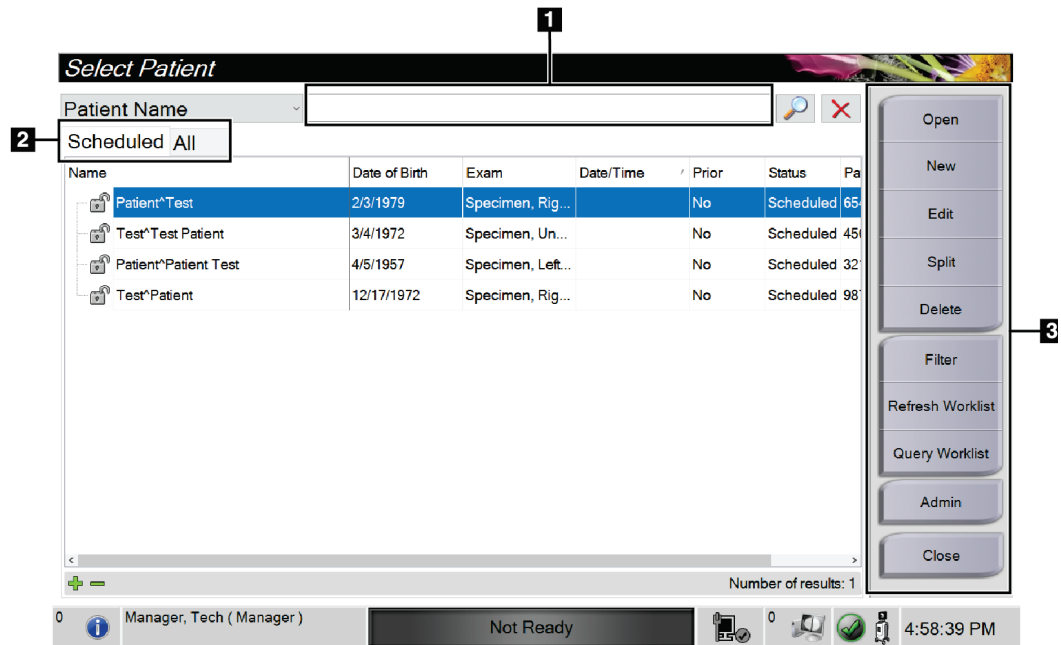 1
Select Patient
Patient Name
2
Scheduled All
Name Date of Birth Exam Date/Time Prior Status Pa
Patient^Test 2/3/1979 Specimen, Rig... No Scheduled 654
Test^Test Patient 3/4/1972 Specimen, Un... No Scheduled 456
Patient^Patient Test 4/5/1957 Specimen, Left... No Scheduled 32
Test^Patient 12/17/1972 Specimen, Rig... No Scheduled 98
Number of results: 1
Open
New
Edit
Split
Delete
3
Filter
Refresh Worklist
Query Worklist
Admin
Close
0 Manager, Tech ( Manager ) Not Ready 0 4:58:39 PM